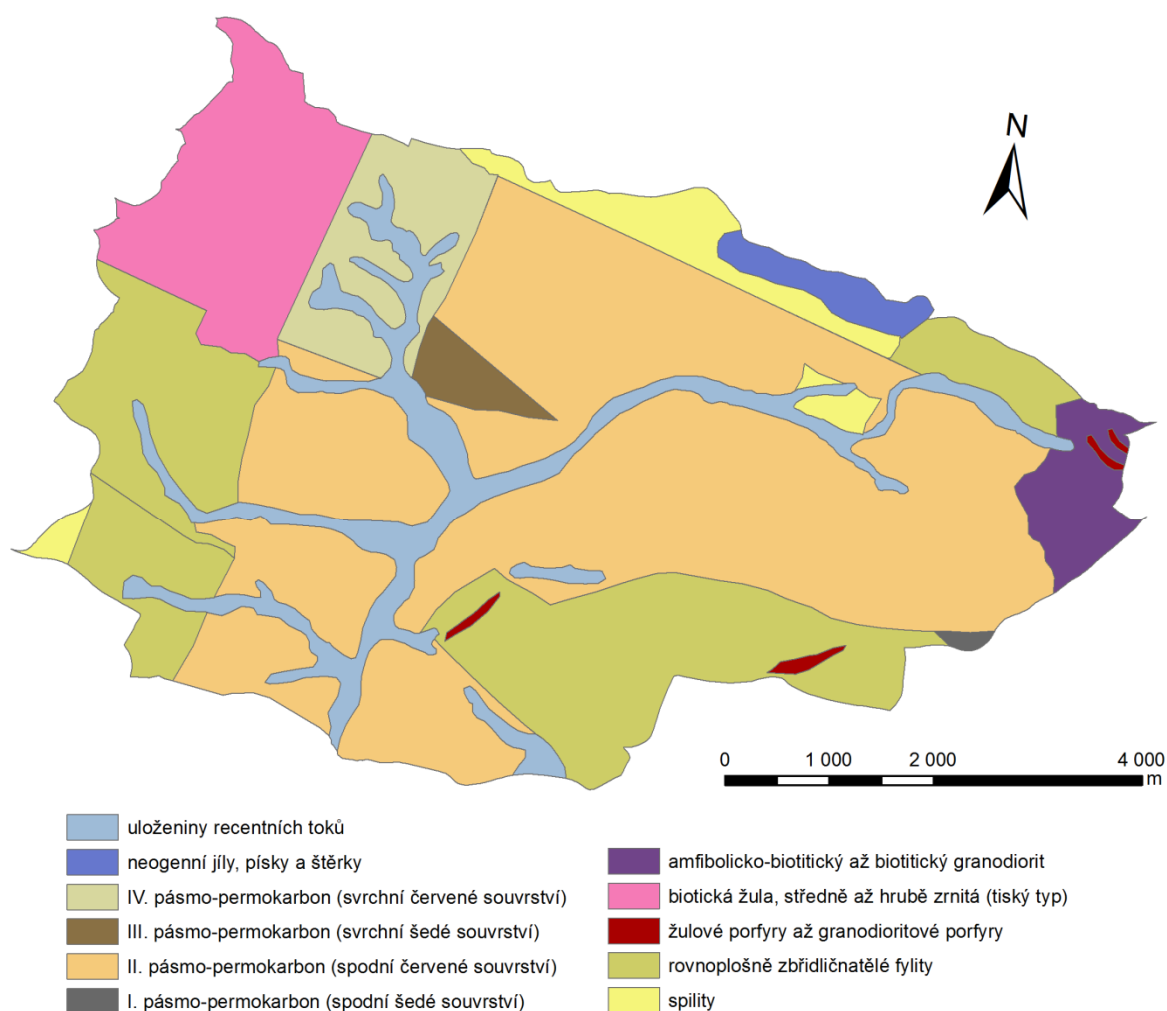 N
0 1 000 2 000 4 000
m
uloženiny recentních toků
neogenní jíly, písky a štěrky
IV. pásmo-permokarbon (svrchní červené souvrství)
III. pásmo-permokarbon (svrchní šedé souvrství)
II. pásmo-permokarbon (spodní červené souvrství)
I. pásmo-permokarbon (spodní šedé souvrství)
amfibolicko-biotitický až biotitický granodiorit
biotická žula, středně až hrubě zrnitá (tiský typ)
žulové porfyry až granodioritové porfyry
rovnoplošně zbřidličnatělé fylity
spility